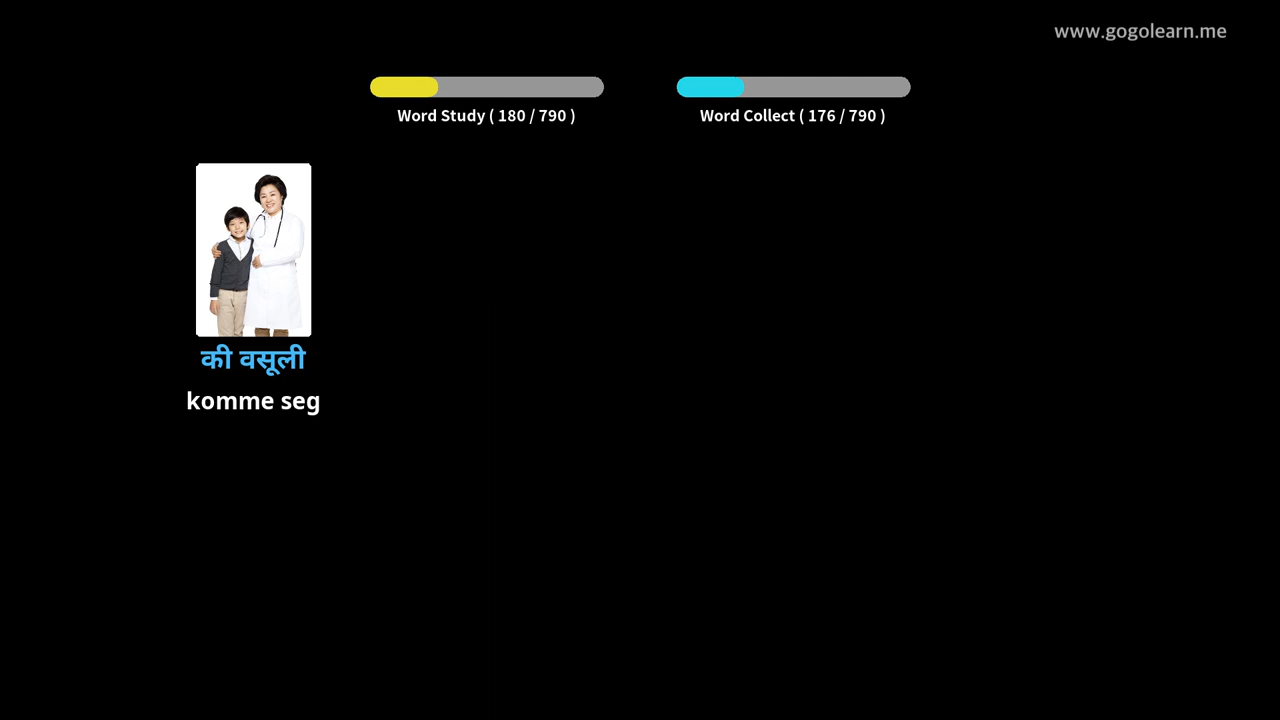 www.gogolearn.me
Word Study ( 180 / 790 )
Word Collect ( 176 / 790 )
की वसूली
komme seg